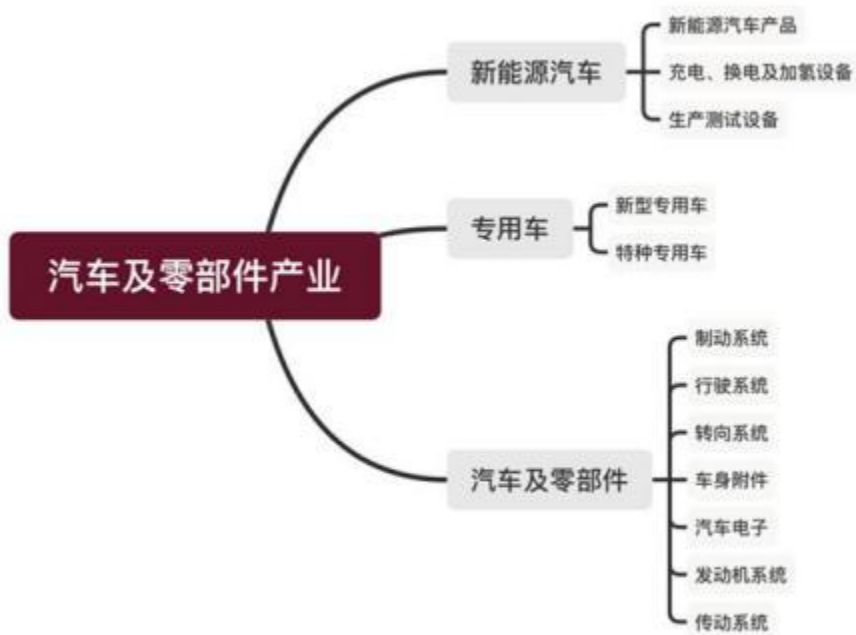 汽车及零部件产业
新能源汽车
新能源汽车产品
充电、换电及加氢设备
生产测试设备
专用车
新型专用车
特种专用车
汽车及零部件
制动系统
行驶系统
转向系统
车身附件
汽车电子
发动机系统
传动系统